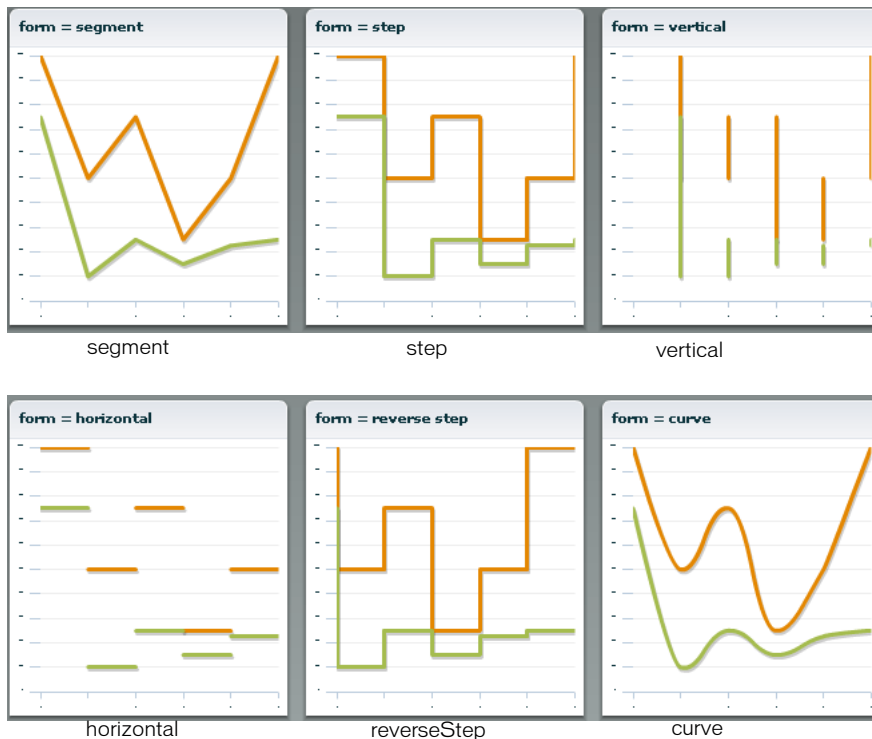 form = segment
form = step
form = vertical
segment
step
vertical
form = horizontal
form = reverse step
form = curve
horizontal
reverseStep
curve